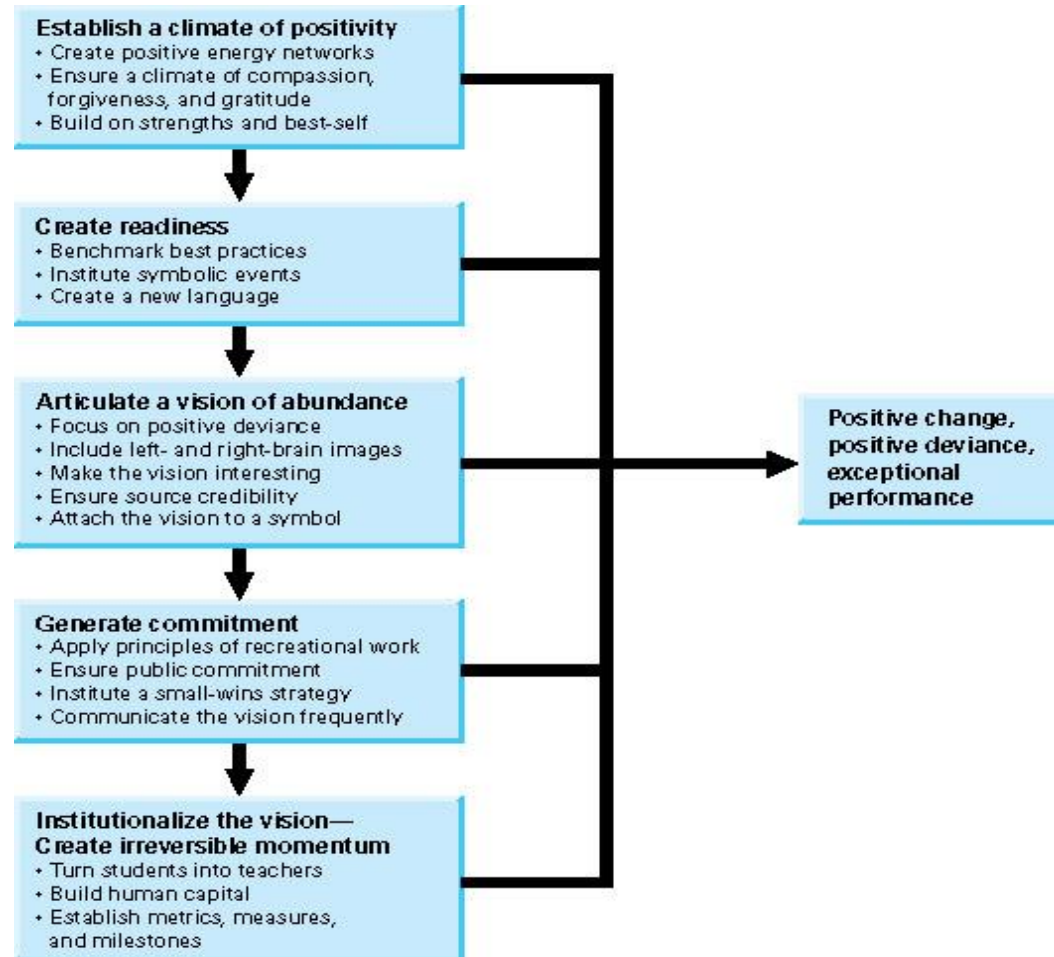 Establish a climate of positivity
• Create positive energy networks
• Ensure a climate of compassion,
forgiveness, and gratitude
• Build on strengths and best-self
Create readiness
• Benchmark best practices
• Institute symbolic events
• Create a new language
Articulate a vision of abundance
• Focus on positive deviance
• Include left- and right-brain images
• Make the vision interesting
• Ensure source credibility
• Attach the vision to a symbol
Generate commitment
• Apply principles of recreational work
• Ensure public commitment
• Institute a small-wins strategy
• Communicate the vision frequently
Institutionalize the vision—
Create irreversible momentum
• Turn students into teachers
• Build human capital
• Establish metrics, measures,
and milestones
Positive change,
positive deviance,
exceptional
performance